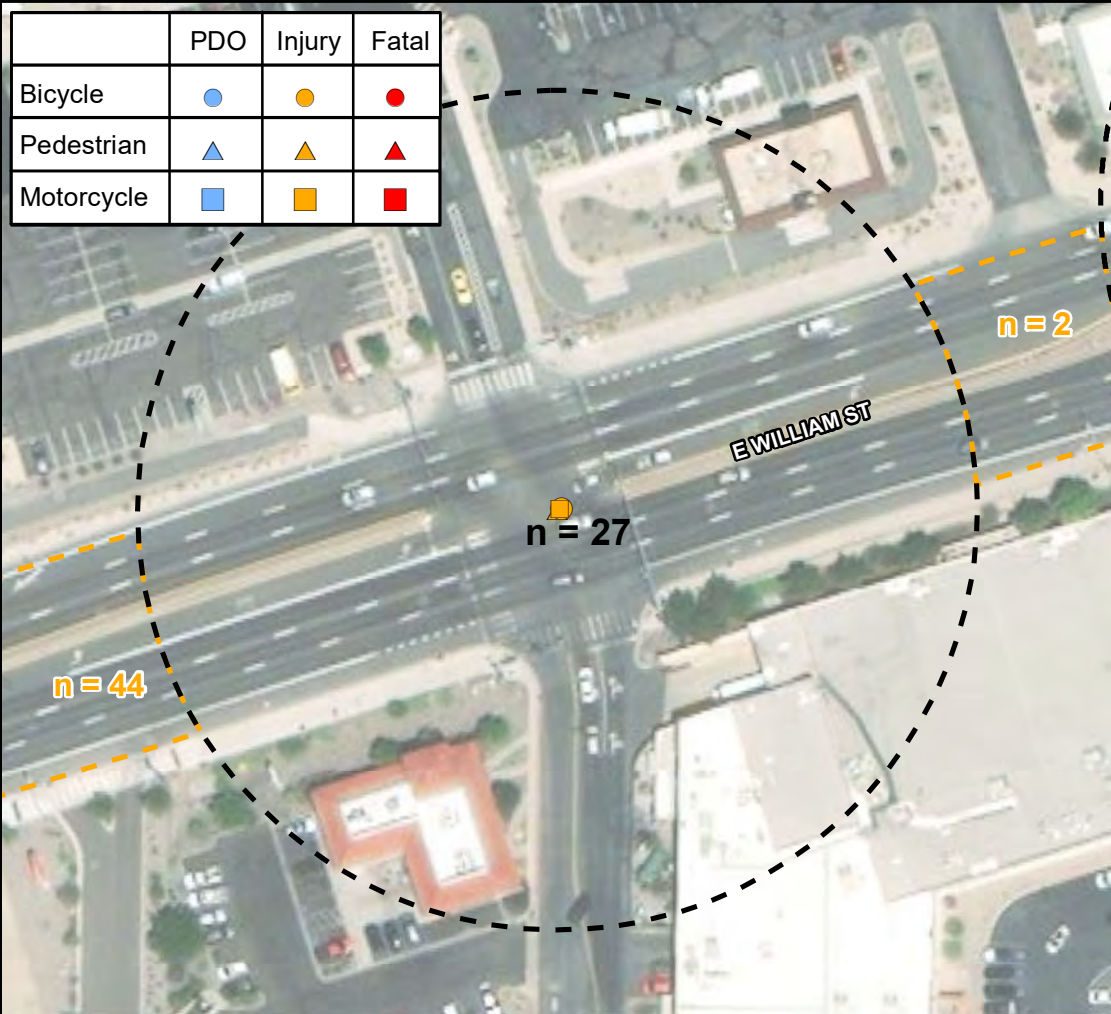 PDO Injury Fatal
Bicycle
Pedestrian
Motorcycle
n = 2
E WILLIAM ST
n = 27
n = 44